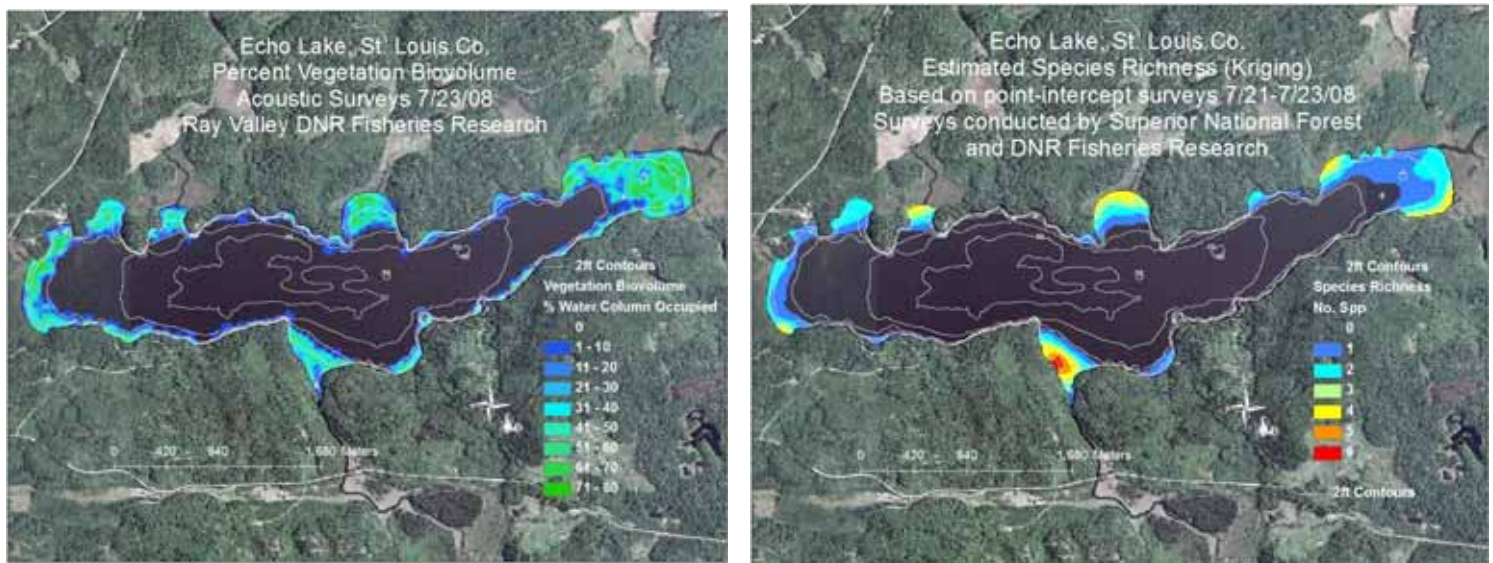 Echo Lake, St. Louis Co.
Percent Vegetation Biovolume
Acoustic Surveys 7/23/08
Ray Valley DNR Fisheries Research
2ft Contours
Vegetation Biovolume
% Water Column Occupied
0
1 - 10
11 - 20
21 - 30
31 - 40
41 - 50
51 - 60
61 - 70
71 - 80
0 420 840 1,680 Meters
Echo Lake, St. Louis Co.
Estimated Species Richness (Kriging)
Based on point-intercept surveys 7/21-7/23/08
Surveys conducted by Superior National Forest
and DNR Fisheries Research
2ft Contours
Species Richness
No. Spp
0
1
2
3
4
5
6
0 420 840 1,680 Meters
2ft Contours